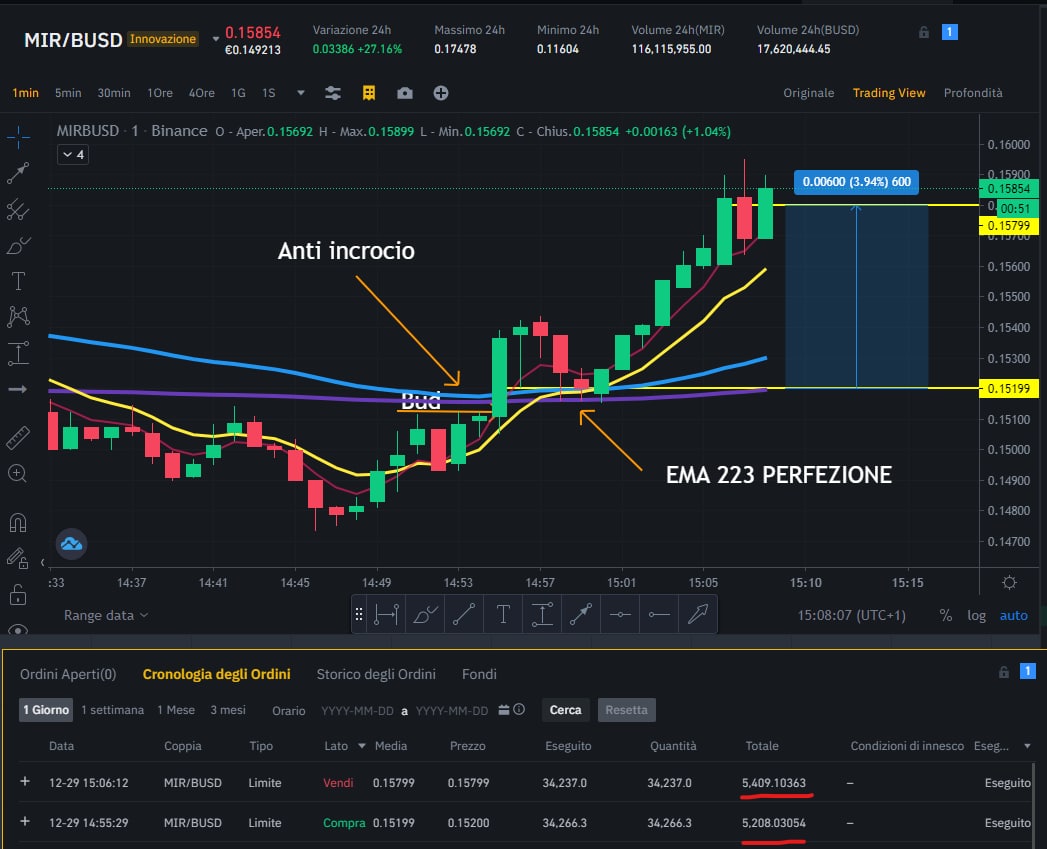 MIR/BUSD Innovazione 0.15854 €0.149213 Variazione 24h 0.03386 +27.16% Massimo 24h 0.17478 Minimo 24h 0.11604 Volume 24h(MIR) 116,115,955.00 Volume 24h(BUSD) 17,620,444.45 1
1min 5min 30min 1Ore 4Ore 1G 1S Originale Trading View Profondità
MIRBUSD · 1 · Binance O - Aper.0.15692 H - Max.0.15899 L - Min.0.15692 C - Chius.0.15854 +0.00163 (+1.04%)
4
0.16000
0.15900
0.00600 (3.94%) 600
0.15854
00:51
0.15799
0.15700
Anti incrocio
0.15600
0.15500
0.15400
0.15300
0.15199
Bud
0.15100
0.15000
EMA 223 PERFEZIONE
0.14900
0.14800
0.14700
:33 14:37 14:41 14:45 14:49 14:53 14:57 15:01 15:05 15:10 15:15
Range data 15:08:07 (UTC+1) % log auto
Ordini Aperti(0) Cronologia degli Ordini Storico degli Ordini Fondi 1
1 Giorno 1 settimana 1 Mese 3 mesi Orario YYYY-MM-DD a YYYY-MM-DD Cerca Resetta
Data Coppia Tipo Lato Media Prezzo Eseguito Quantità Totale Condizioni di innesco Eseg...
+ 12-29 15:06:12 MIR/BUSD Limite Vendi 0.15799 0.15799 34,237.0 34,237.0 5,409.10363 – Eseguito
+ 12-29 14:55:29 MIR/BUSD Limite Compra 0.15199 0.15200 34,266.3 34,266.3 5,208.03054 – Eseguito